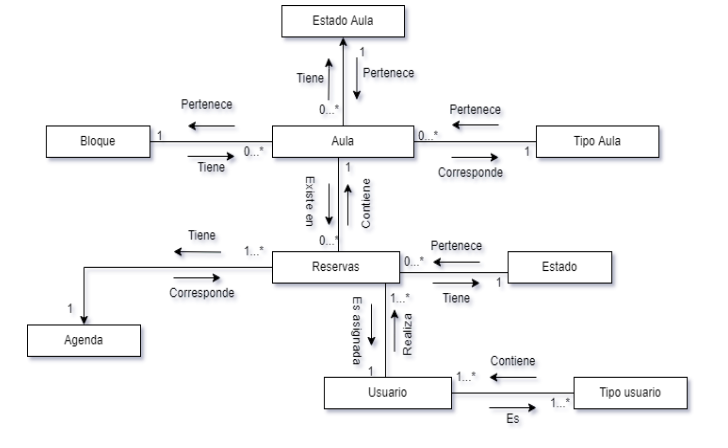 Estado Aula
1
Tiene
Pertenece
0...*
Pertenece
Pertenece
Bloque
1
Aula
0...*
Tipo Aula
Tiene
0...*
1
Corresponde
1
Existe en
Contiene
0...*
Tiene
1...*
Pertenece
Reservas
0...*
Estado
Corresponde
Tiene
1
1
1...*
Agenda
Es asignada
Realiza
1
Contiene
Usuario
1...*
Tipo usuario
1...*
Es